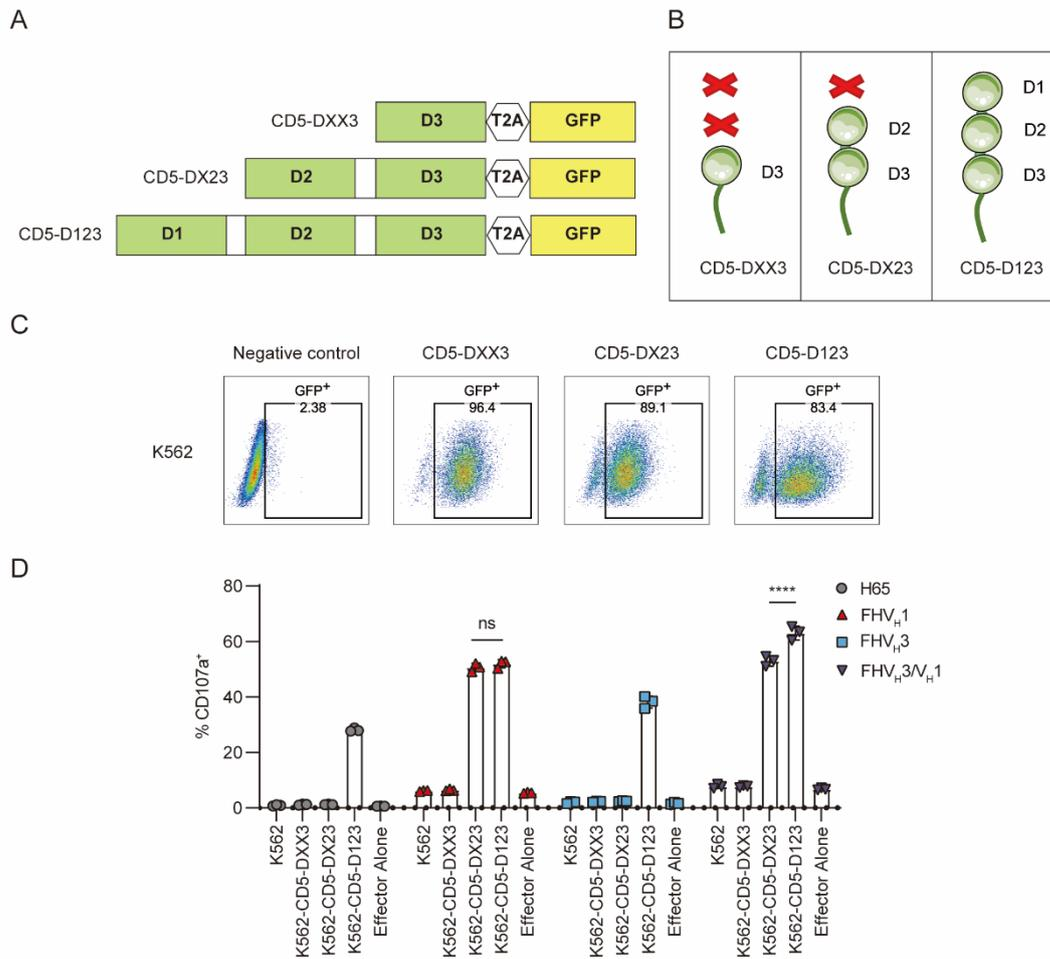 A
CD5-DXX3 D3 T2A GFP
CD5-DX23 D2 D3 T2A GFP
CD5-D123 D1 D2 D3 T2A GFP
B
D1
D2 D2
D3 D3 D3
CD5-DXX3 CD5-DX23 CD5-D123
C
Negative control CD5-DXX3 CD5-DX23 CD5-D123
GFP+ GFP+ GFP+ GFP+
2.38 96.4 89.1 83.4
K562
D
% CD107a+
80
60
40
20
0
ns
****
H65
FHVH1
FHVH3
FHVH3/VH1
K562
K562-CD5-DXX3
K562-CD5-DX23
K562-CD5-D123
Effector Alone
K562
K562-CD5-DXX3
K562-CD5-DX23
K562-CD5-D123
Effector Alone
K562
K562-CD5-DXX3
K562-CD5-DX23
K562-CD5-D123
Effector Alone
K562
K562-CD5-DXX3
K562-CD5-DX23
K562-CD5-D123
Effector Alone